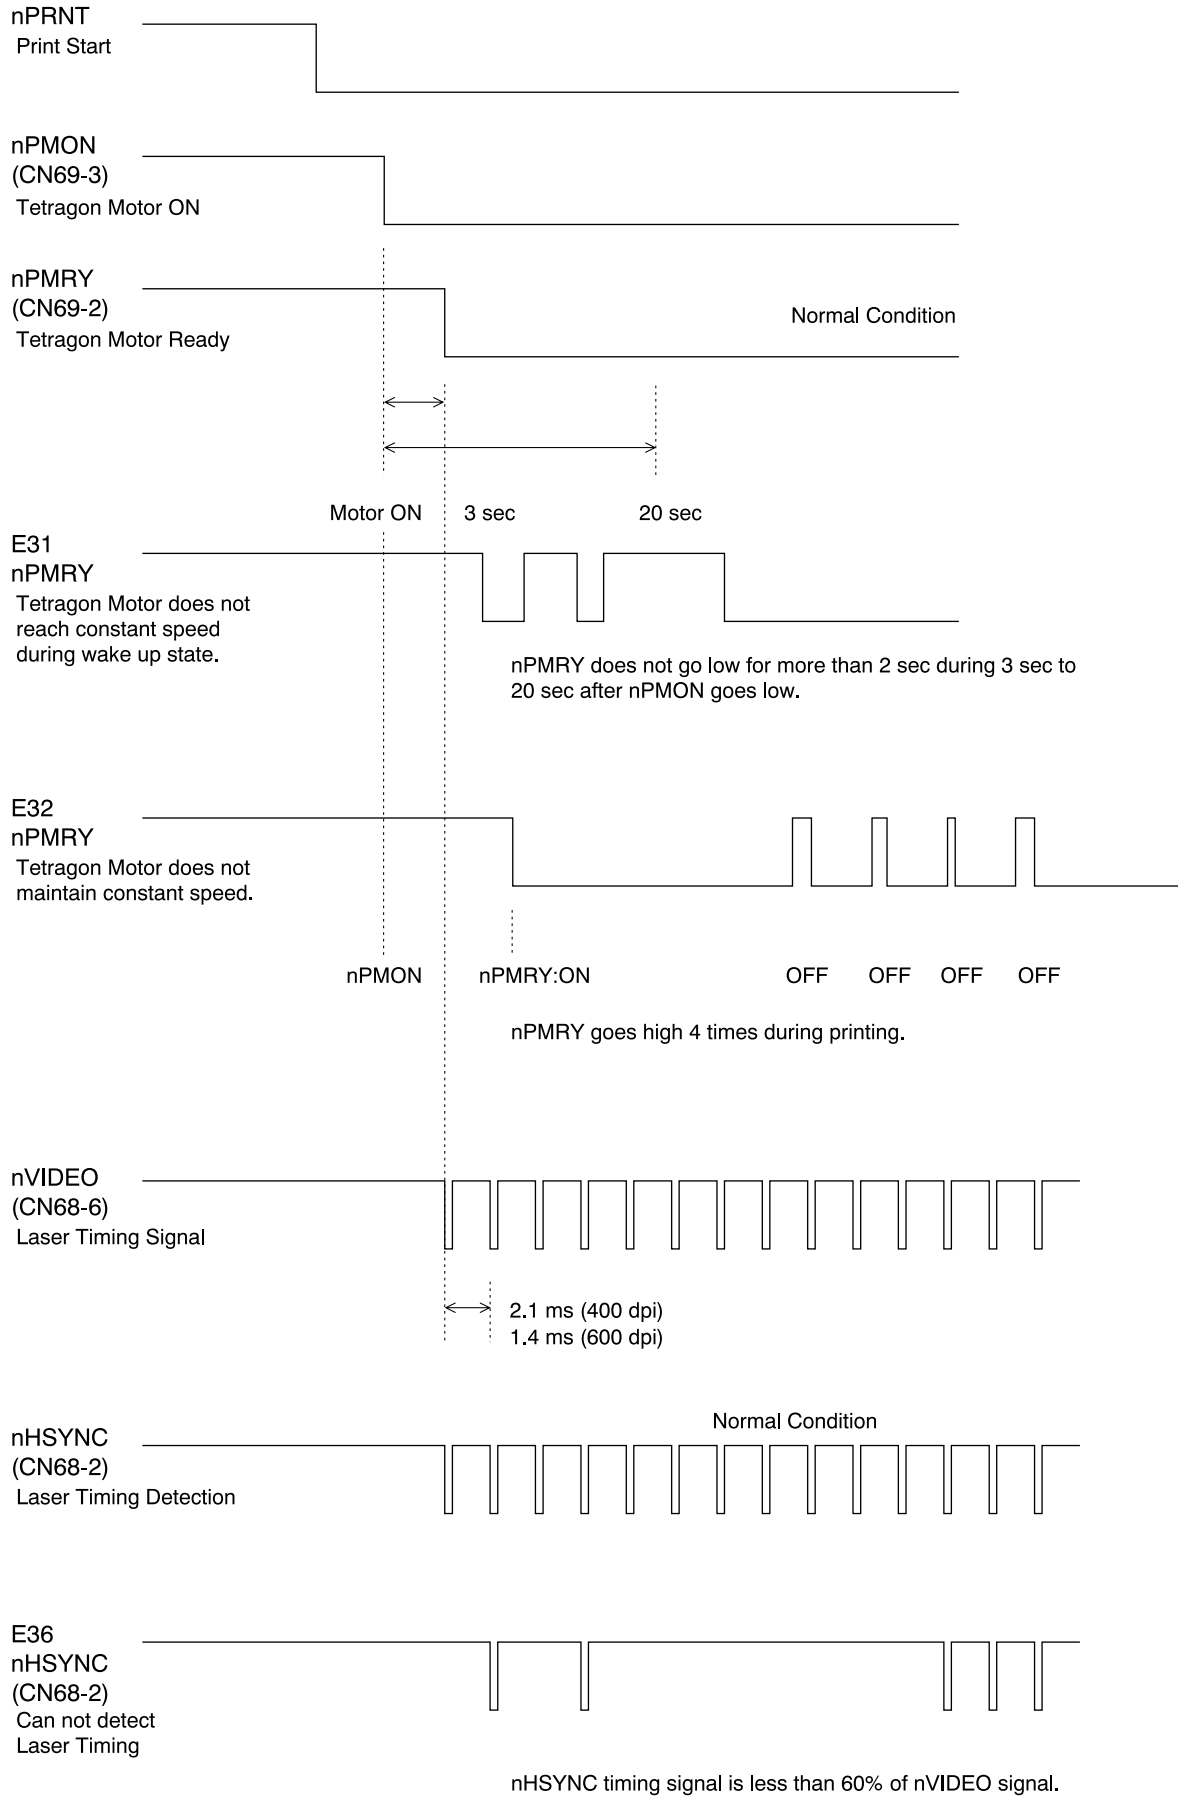 nPRNT
Print Start
nPMON
(CN69-3)
Tetragon Motor ON
nPMRY
(CN69-2)
Tetragon Motor Ready
Normal Condition
Motor ON 3 sec 20 sec
E31
nPMRY
Tetragon Motor does not
reach constant speed
during wake up state.
nPMRY does not go low for more than 2 sec during 3 sec to
20 sec after nPMON goes low.
E32
nPMRY
Tetragon Motor does not
maintain constant speed.
nPMON nPMRY:ON OFF OFF OFF OFF
nPMRY goes high 4 times during printing.
nVIDEO
(CN68-6)
Laser Timing Signal
2.1 ms (400 dpi)
1.4 ms (600 dpi)
Normal Condition
nHSYNC
(CN68-2)
Laser Timing Detection
E36
nHSYNC
(CN68-2)
Can not detect
Laser Timing
nHSYNC timing signal is less than 60% of nVIDEO signal.